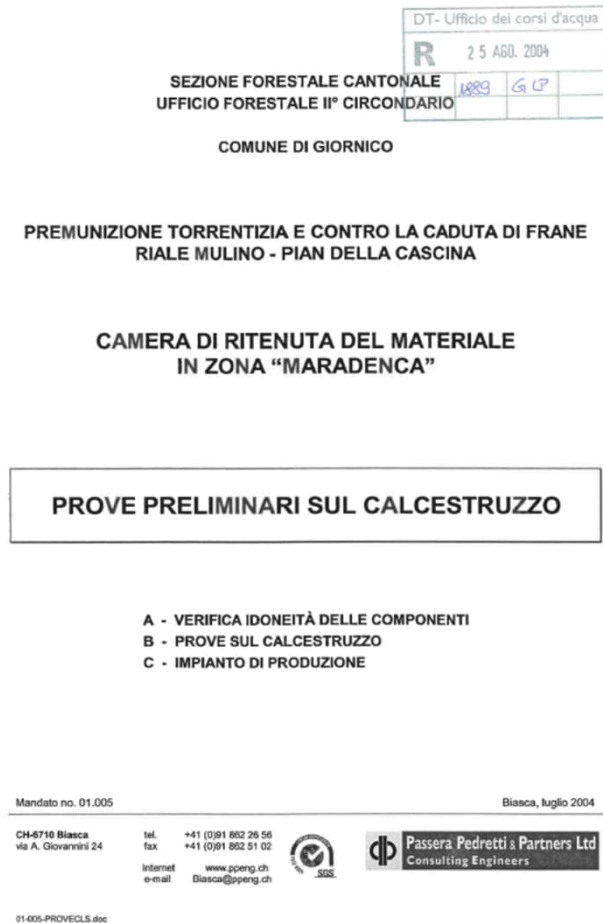 DT- Ufficio dei corsi d'acqua
R 25 AGO. 2004
1889 GLP
SEZIONE FORESTALE CANTONALE
UFFICIO FORESTALE II° CIRCONDARIO
COMUNE DI GIORNICO
PREMUNIZIONE TORRENTIZIA E CONTRO LA CADUTA DI FRANE
RIALE MULINO - PIAN DELLA CASCINA
CAMERA DI RITENUTA DEL MATERIALE
IN ZONA “MARADENCA”
PROVE PRELIMINARI SUL CALCESTRUZZO
A - VERIFICA IDONEITÀ DELLE COMPONENTI
B - PROVE SUL CALCESTRUZZO
C - IMPIANTO DI PRODUZIONE
Mandato no. 01.005
Biasca, luglio 2004
CH-6710 Biasca
via A. Giovannini 24
tel. +41 (0)91 862 26 56
fax +41 (0)91 862 51 02
Internet www.ppeng.ch
e-mail Biasca@ppeng.ch
SGS
Passera Pedretti & Partners Ltd
Consulting Engineers
01-005-PROVECLS.doc